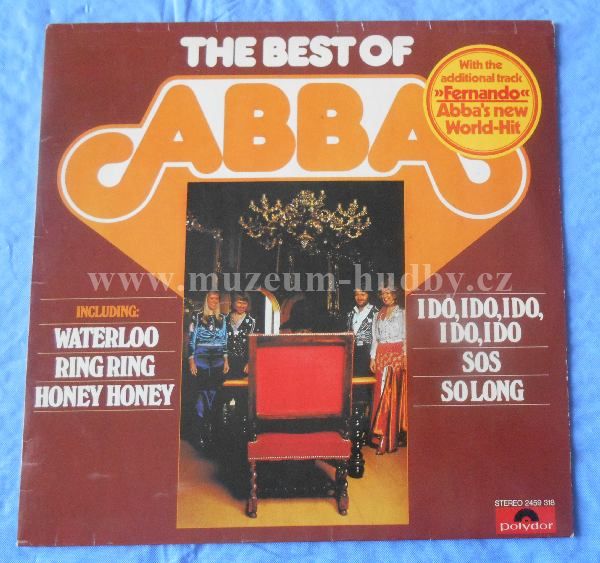 THE BEST OF
ABBA
With the
additional track
»Fernando«
Abba's new
World-Hit
www.muzeum-hudby.cz
INCLUDING:
WATERLOO
RING RING
HONEY HONEY
I DO, I DO, I DO,
I DO, I DO
SOS
SO LONG
STEREO 2459 318
polydor